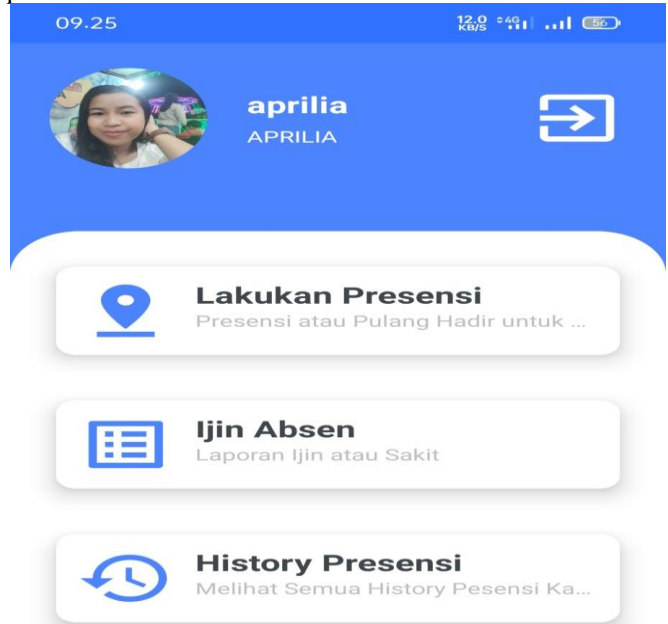 09.25
12.0
KB/S
4G
56
aprilia
APRILIA
Lakukan Presensi
Presensi atau Pulang Hadir untuk ...
Ijin Absen
Laporan Ijin atau Sakit
History Presensi
Melihat Semua History Pesensi Ka...